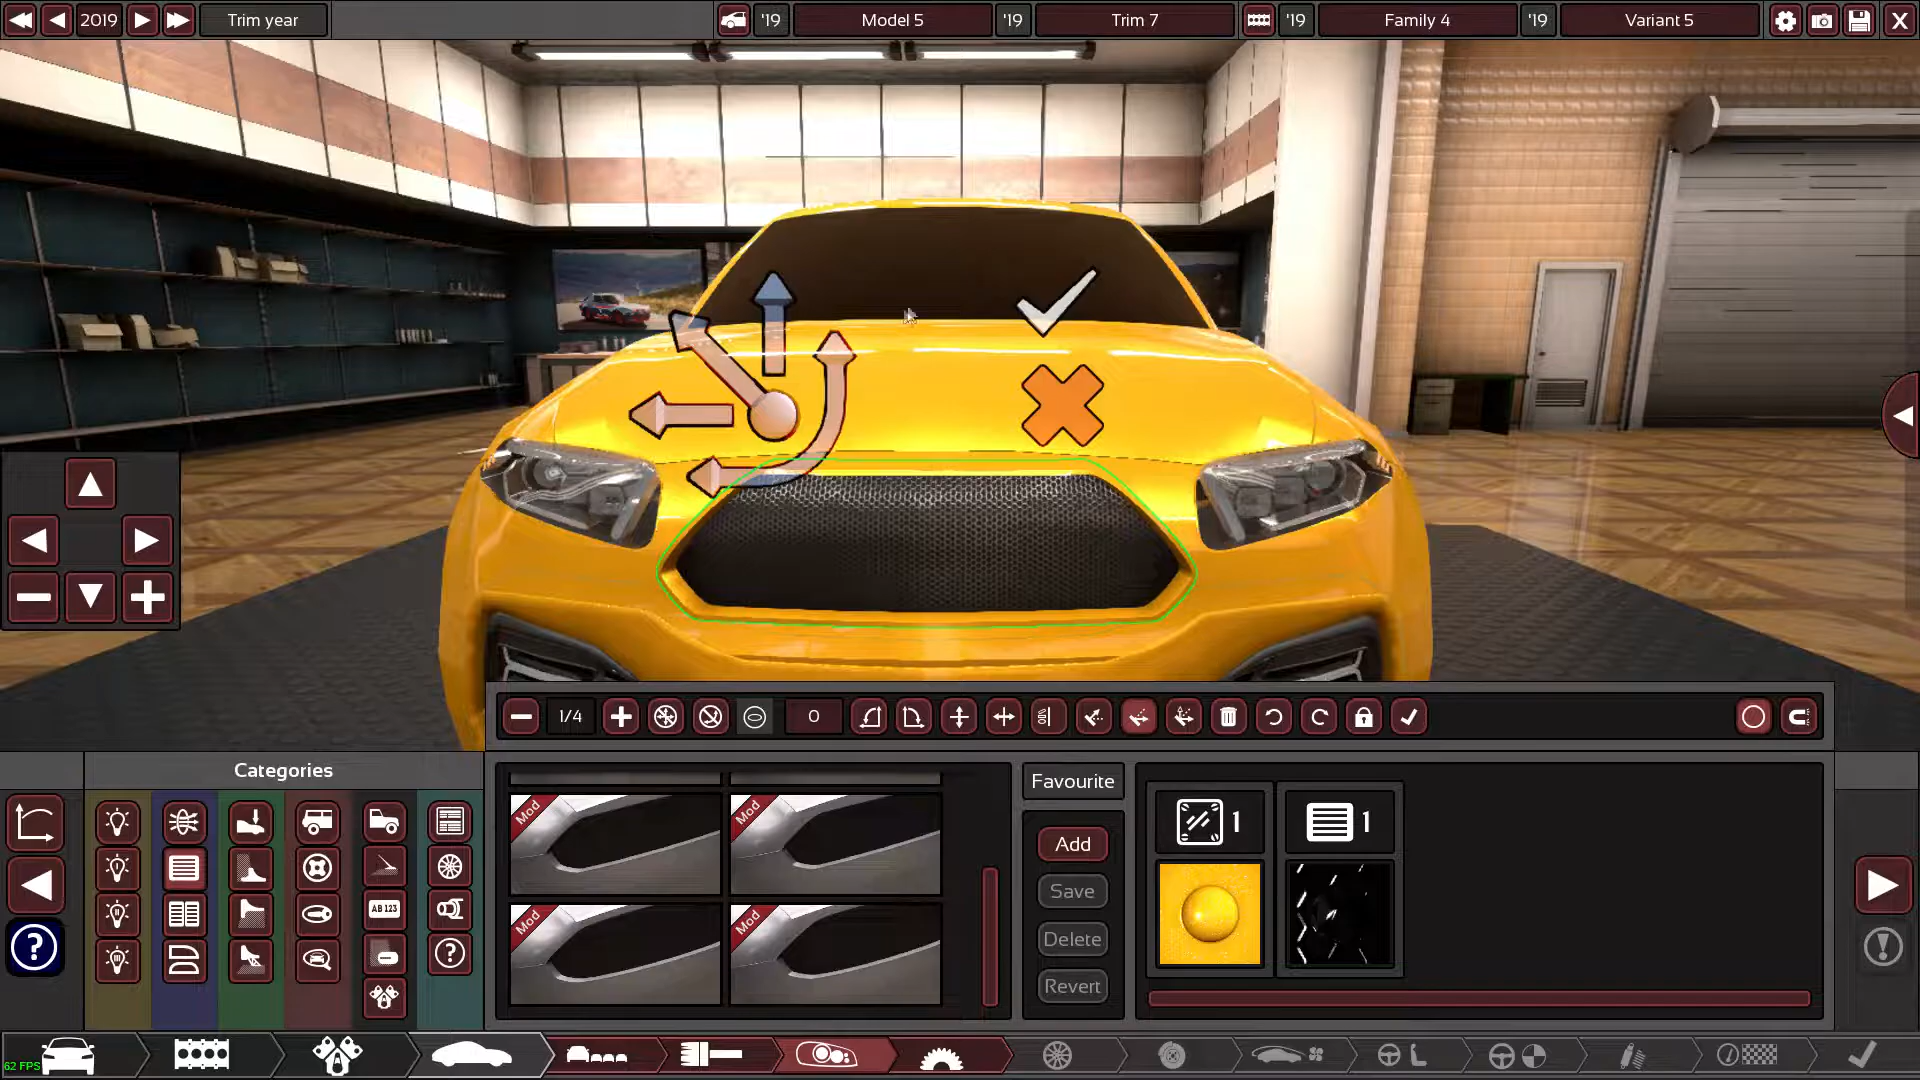 2019
Trim year
'19
Model 5
'19
Trim 7
'19
Family 4
'19
Variant 5
1/4
0
Categories
AB 123
Mod
Mod
Mod
Mod
Favourite
Add
Save
Delete
Revert
1
1
62 FPS